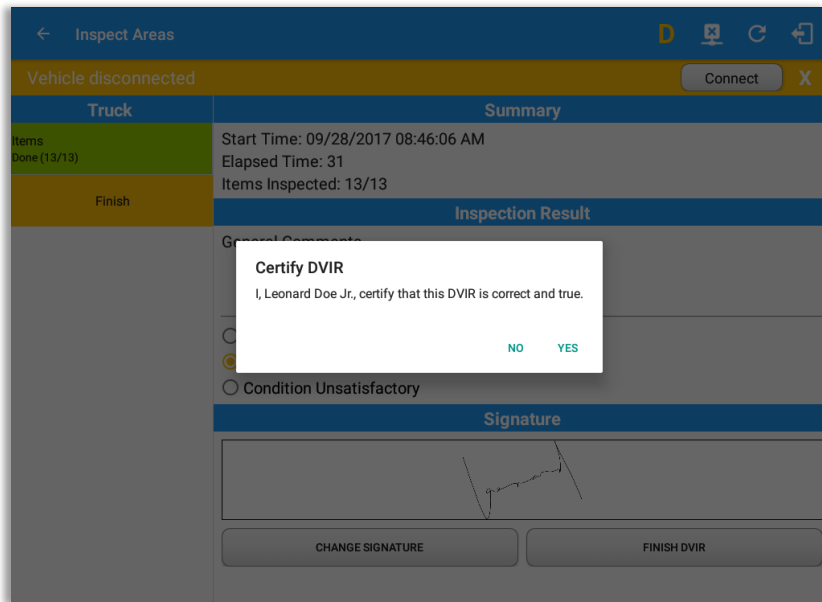 Inspect Areas
D
Vehicle disconnected
Connect
X
Truck
Items
Done (13/13)
Finish
Summary
Start Time: 09/28/2017 08:46:06 AM
Elapsed Time: 31
Items Inspected: 13/13
Inspection Result
General Comments
Certify DVIR
I, Leonard Doe Jr., certify that this DVIR is correct and true.
NO YES
Condition Unsatisfactory
Signature
CHANGE SIGNATURE
FINISH DVIR